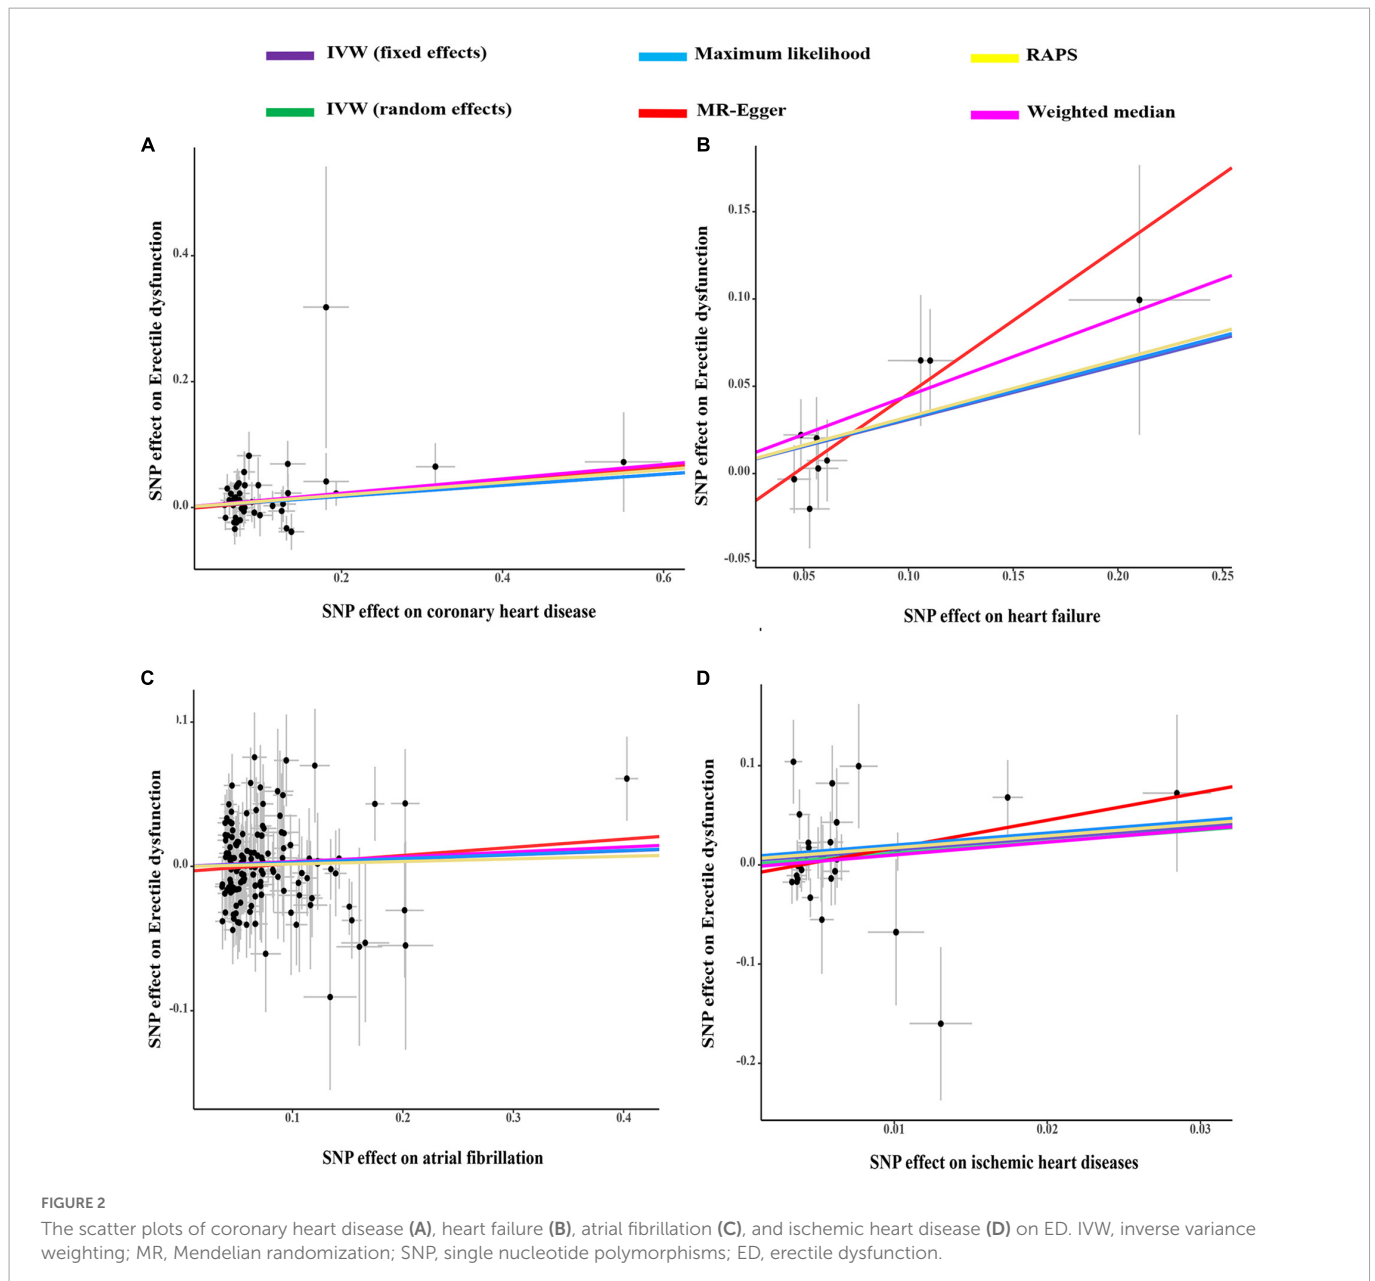 IVW (fixed effects)
Maximum likelihood
RAPS
IVW (random effects)
MR-Egger
Weighted median
A
SNP effect on Erectile dysfunction
0.4
0.2
0.0
0.2
0.4
0.6
SNP effect on coronary heart disease
B
SNP effect on Erectile dysfunction
0.15
0.10
0.05
0.00
-0.05
0.05
0.10
0.15
0.20
0.25
SNP effect on heart failure
C
SNP effect on Erectile dysfunction
).1
0.0
-0.1
0.1
0.2
0.3
0.4
SNP effect on atrial fibrillation
D
SNP effect on Erectile dysfunction
0.1
0.0
-0.1
-0.2
0.01
0.02
0.03
SNP effect on ischemic heart diseases
FIGURE 2
The scatter plots of coronary heart disease (A), heart failure (B), atrial fibrillation (C), and ischemic heart disease (D) on ED. IVW, inverse variance
weighting; MR, Mendelian randomization; SNP, single nucleotide polymorphisms; ED, erectile dysfunction.